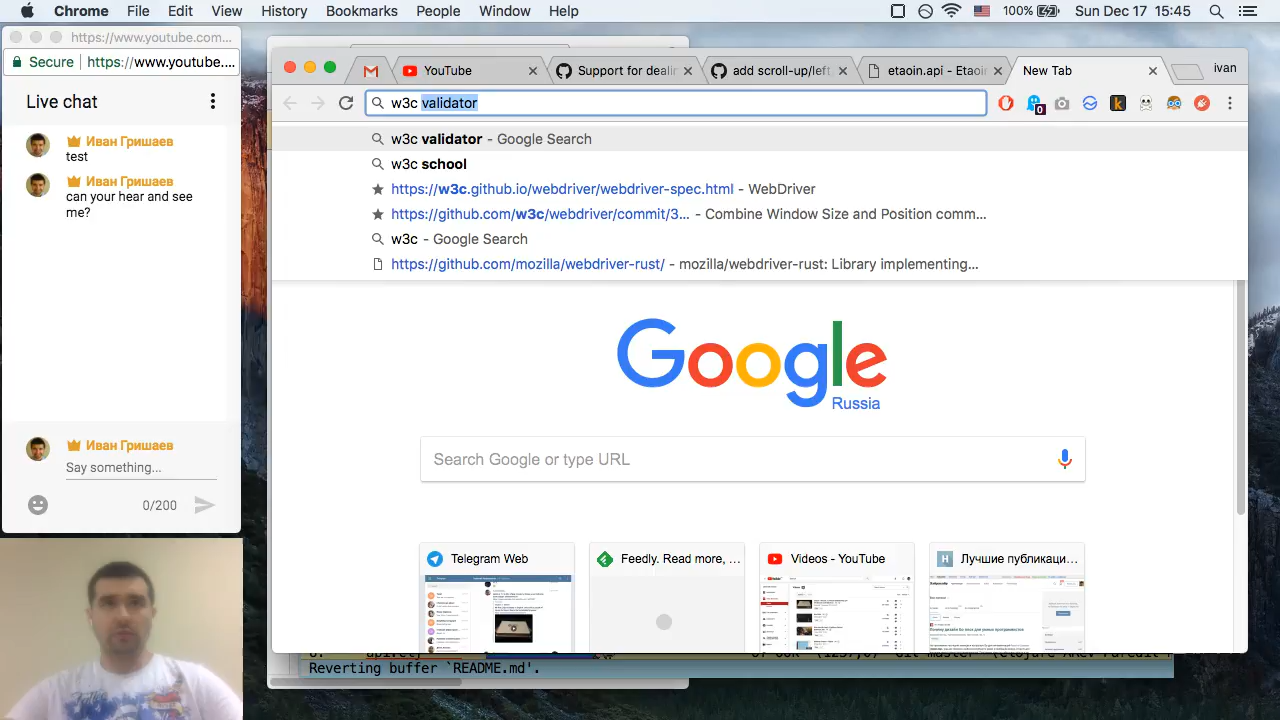 Chrome File Edit View History Bookmarks People Window Help 100% Sun Dec 17 15:45
https://www.youtube.com...
Secure https://www.youtube....
Live chat
Иван Гришаев
test
Иван Гришаев
can your hear and see
me?
Иван Гришаев
Say something...
0/200
YouTube Support for dealin add scroll-up/left, etaoin.api - Etaoin New Tab ivan
w3c validator
0
w3c validator - Google Search
w3c school
https://w3c.github.io/webdriver/webdriver-spec.html - WebDriver
https://github.com/w3c/webdriver/commit/3... - Combine Window Size and Position comm...
w3c - Google Search
https://github.com/mozilla/webdriver-rust/ - mozilla/webdriver-rust: Library implementing...
Google
Russia
Search Google or type URL
Telegram Web
Feedly. Read more, ...
Videos - YouTube
Лучшие публикаци...
Reverting buffer `README.md'.